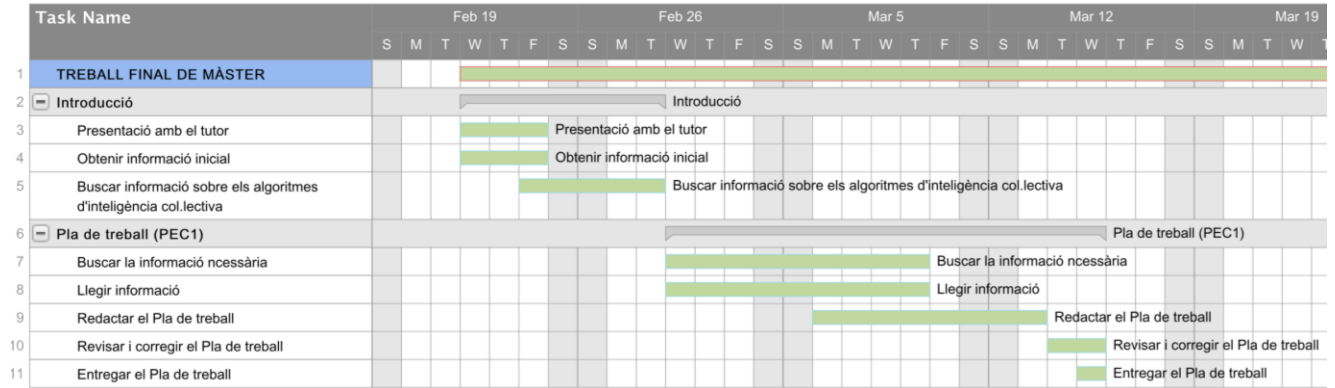 Task Name
Feb 19 Feb 26 Mar 5 Mar 12 Mar 19
S M T W T F S S M T W T F S S M T W T F S S M T W T F S S M T W T
1 TREBALL FINAL DE MÀSTER
2 Introducció Introducció
3 Presentació amb el tutor Presentació amb el tutor
4 Obtenir informació inicial Obtenir informació inicial
5 Buscar informació sobre els algoritmes Buscar informació sobre els algoritmes d'inteligència col.lectiva
d'inteligència col.lectiva
6 Pla de treball (PEC1) Pla de treball (PEC1)
7 Buscar la informació ncessària Buscar la informació ncessària
8 Llegir informació Llegir informació
9 Redactar el Pla de treball Redactar el Pla de treball
10 Revisar i corregir el Pla de treball Revisar i corregir el Pla de treball
11 Entregar el Pla de treball Entregar el Pla de treball